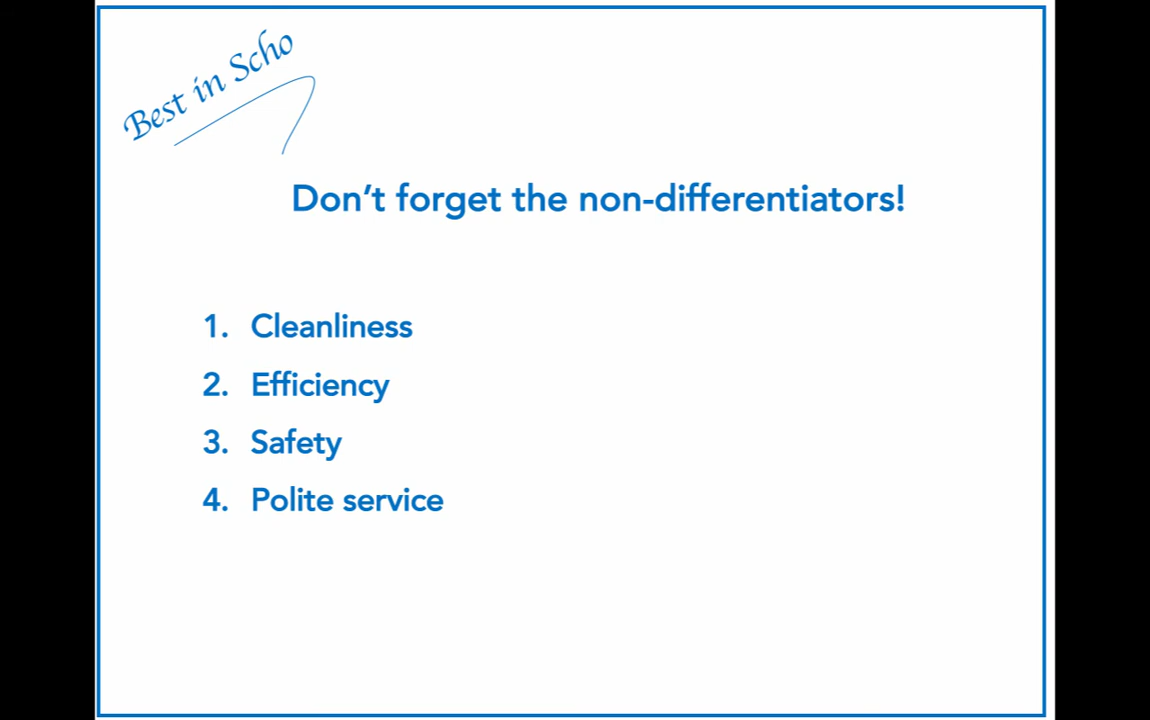 Best in Scho
Don't forget the non-differentiators!
1. Cleanliness
2. Efficiency
3. Safety
4. Polite service